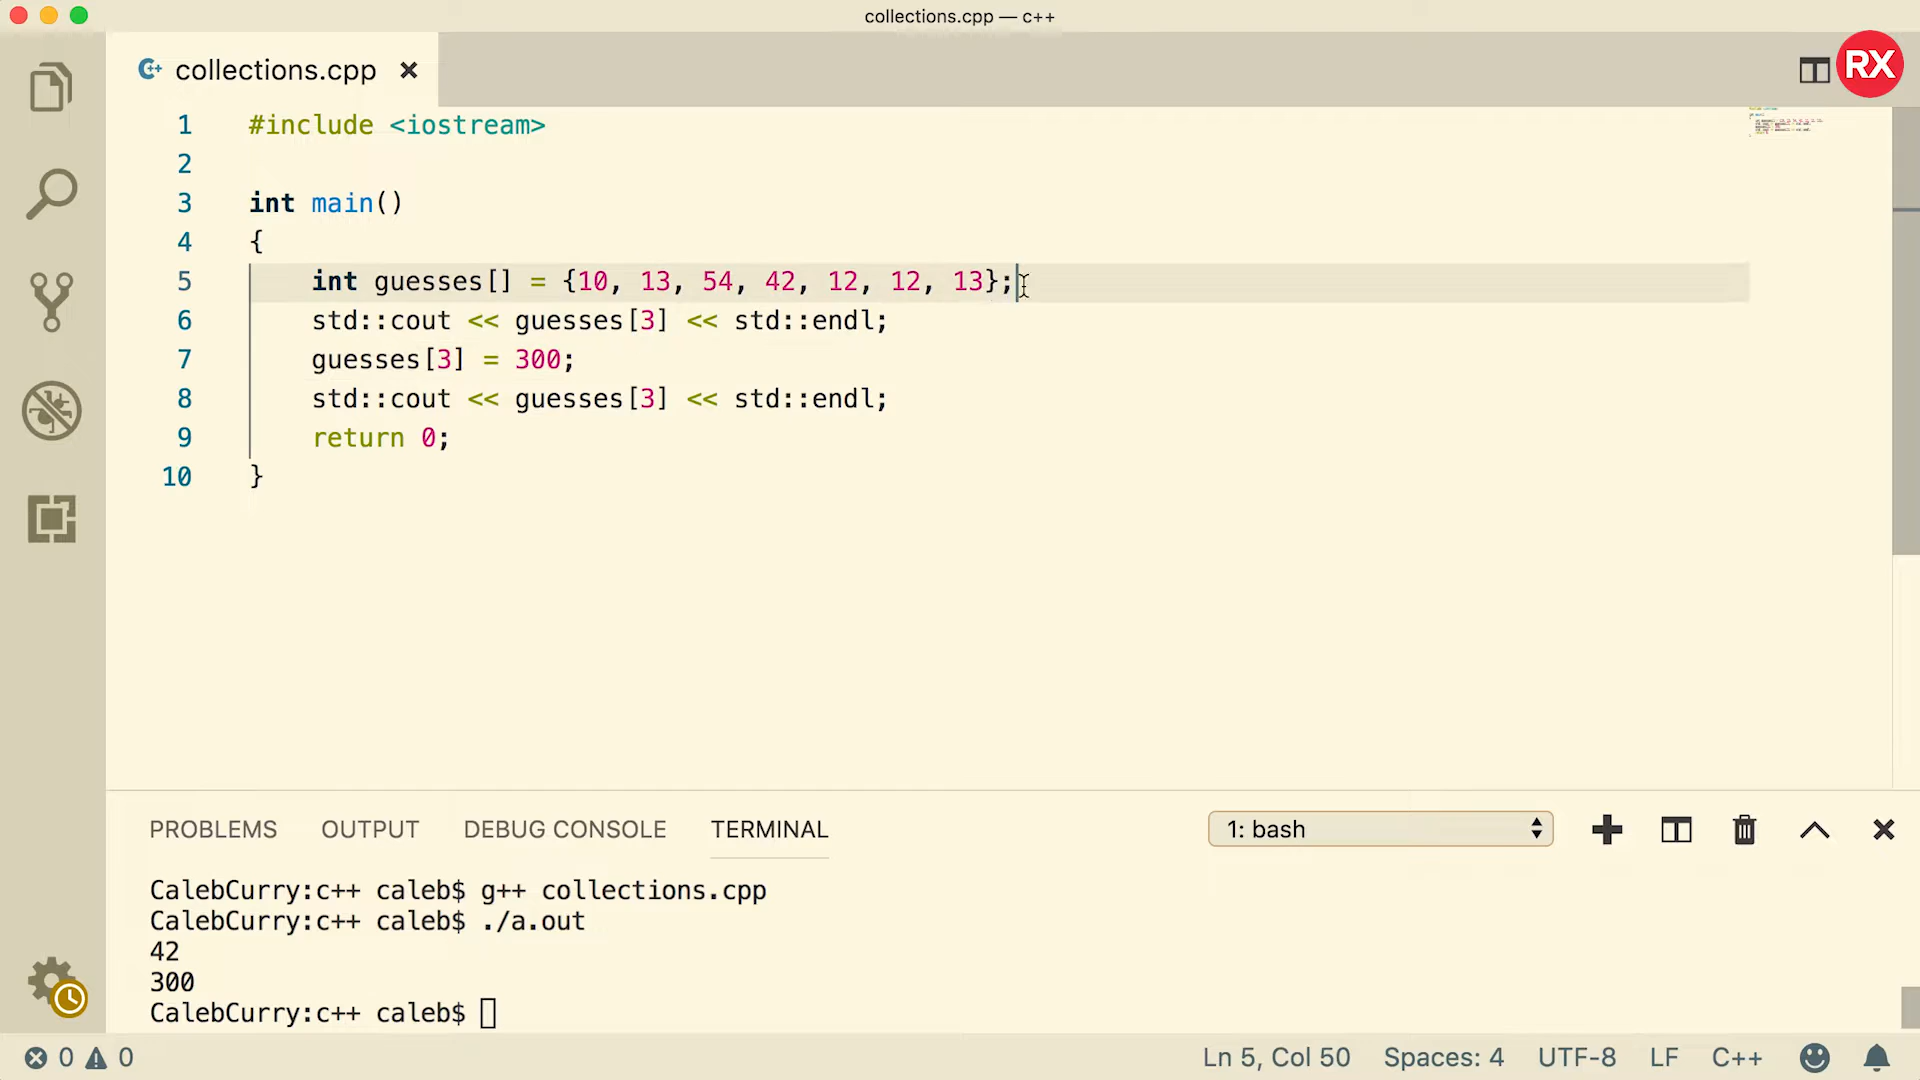 collections.cpp — c++
collections.cpp
RX
1 #include <iostream>
2
3 int main()
4 {
5 int guesses[] = {10, 13, 54, 42, 12, 12, 13};
6 std::cout << guesses[3] << std::endl;
7 guesses[3] = 300;
8 std::cout << guesses[3] << std::endl;
9 return 0;
10 }
PROBLEMS OUTPUT DEBUG CONSOLE TERMINAL 1: bash
CalebCurry:c++ caleb$ g++ collections.cpp
CalebCurry:c++ caleb$ ./a.out
42
300
CalebCurry:c++ caleb$
0 0 Ln 5, Col 50 Spaces: 4 UTF-8 LF C++